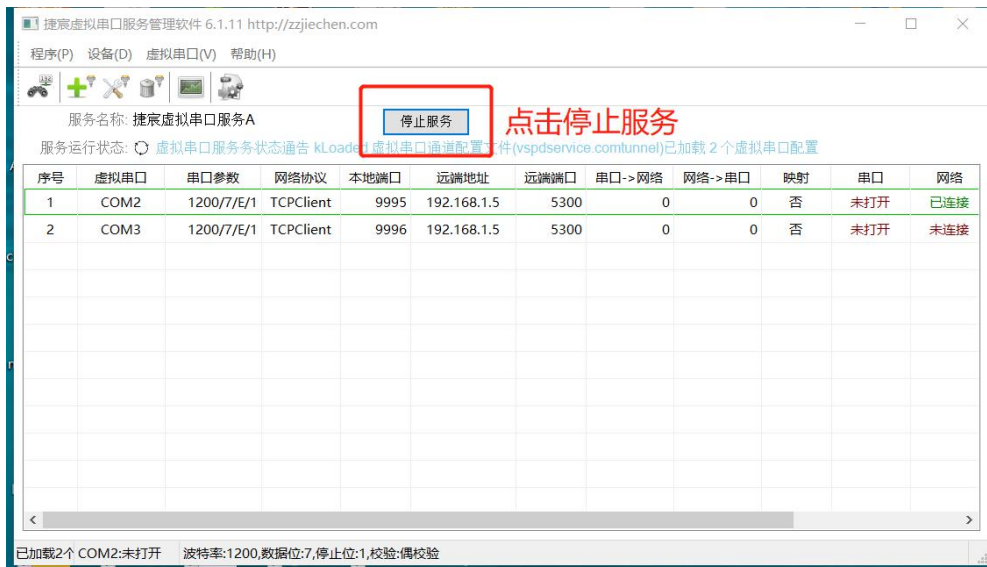 捷宸虚拟串口服务管理软件 6.1.11 http://zzjiechen.com
程序(P) 设备(D) 虚拟串口(V) 帮助(H)
服务名称: 捷宸虚拟串口服务A 停止服务 点击停止服务
服务运行状态: 虚拟串口服务务状态通告 kLoaded 虚拟串口通道配置文件(vspdservice.comtunnel)已加载 2 个虚拟串口配置
序号 虚拟串口 串口参数 网络协议 本地端口 远端地址 远端端口 串口->网络 网络->串口 映射 串口 网络
1 COM2 1200/7/E/1 TCPClient 9995 192.168.1.5 5300 0 0 否 未打开 已连接
2 COM3 1200/7/E/1 TCPClient 9996 192.168.1.5 5300 0 0 否 未打开 未连接
已加载2个 COM2:未打开 波特率:1200,数据位:7,停止位:1,校验:偶校验